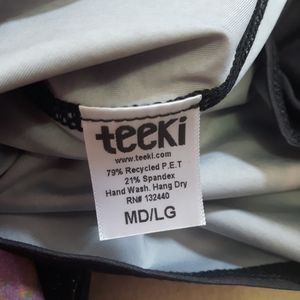 teeki
www.teeki.com
79% Recycled P.E.T
21% Spandex
Hand Wash. Hang Dry
RN# 132440
MD/LG